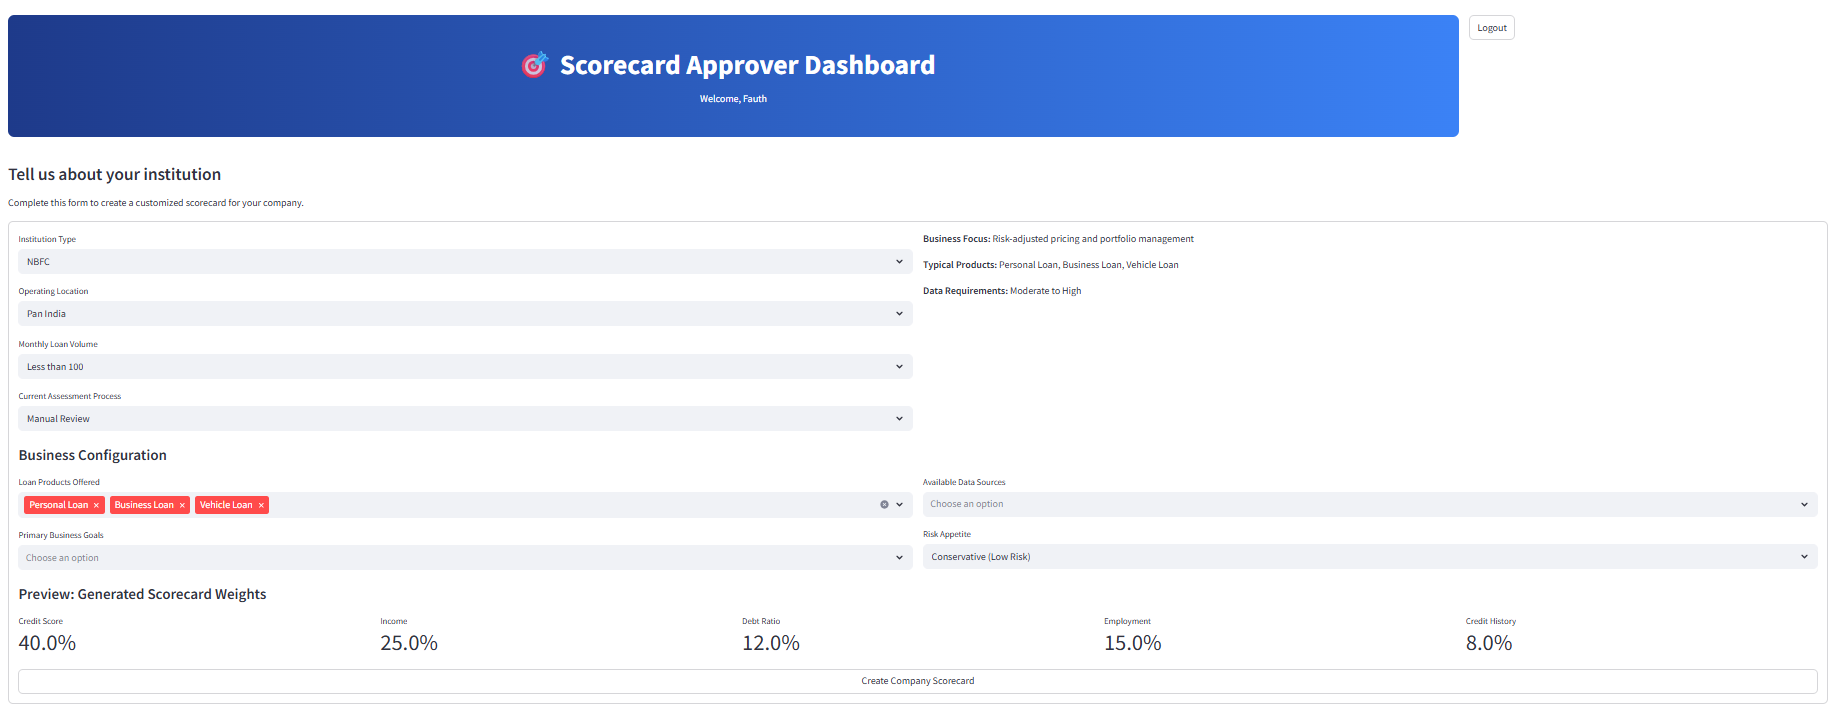 Logout
Scorecard Approver Dashboard
Welcome, Fauth
Tell us about your institution
Complete this form to create a customized scorecard for your company.
Institution Type
NBFC
Operating Location
Pan India
Monthly Loan Volume
Less than 100
Current Assessment Process
Manual Review
Business Focus: Risk-adjusted pricing and portfolio management
Typical Products: Personal Loan, Business Loan, Vehicle Loan
Data Requirements: Moderate to High
Business Configuration
Loan Products Offered
Personal Loan × Business Loan × Vehicle Loan ×
Available Data Sources
Choose an option
Primary Business Goals
Choose an option
Risk Appetite
Conservative (Low Risk)
Preview: Generated Scorecard Weights
Credit Score
40.0%
Income
25.0%
Debt Ratio
12.0%
Employment
15.0%
Credit History
8.0%
Create Company Scorecard